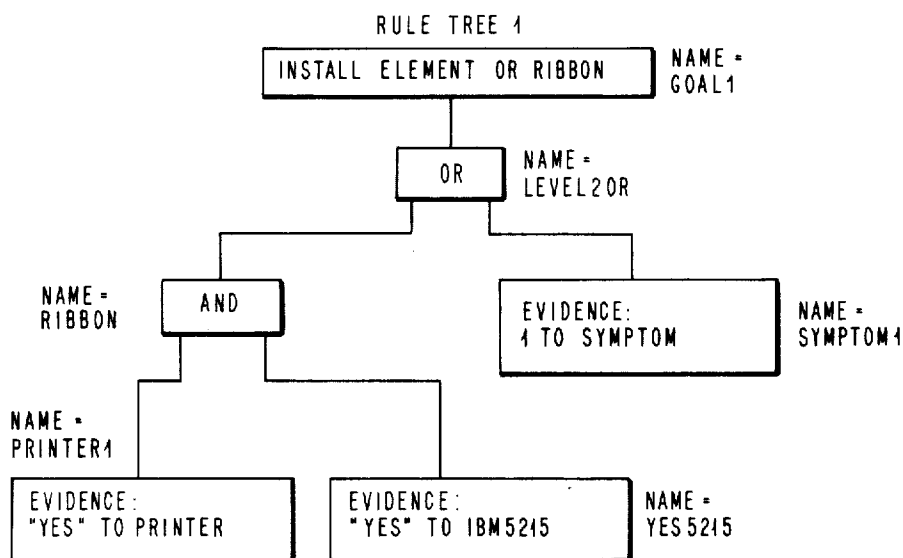 RULE TREE 1
INSTALL ELEMENT OR RIBBON
NAME =
GOAL1
OR
NAME =
LEVEL2OR
NAME =
RIBBON
AND
EVIDENCE:
1 TO SYMPTOM
NAME =
SYMPTOM1
NAME =
PRINTER1
EVIDENCE:
"YES" TO PRINTER
EVIDENCE:
"YES" TO IBM5215
NAME =
YES5215